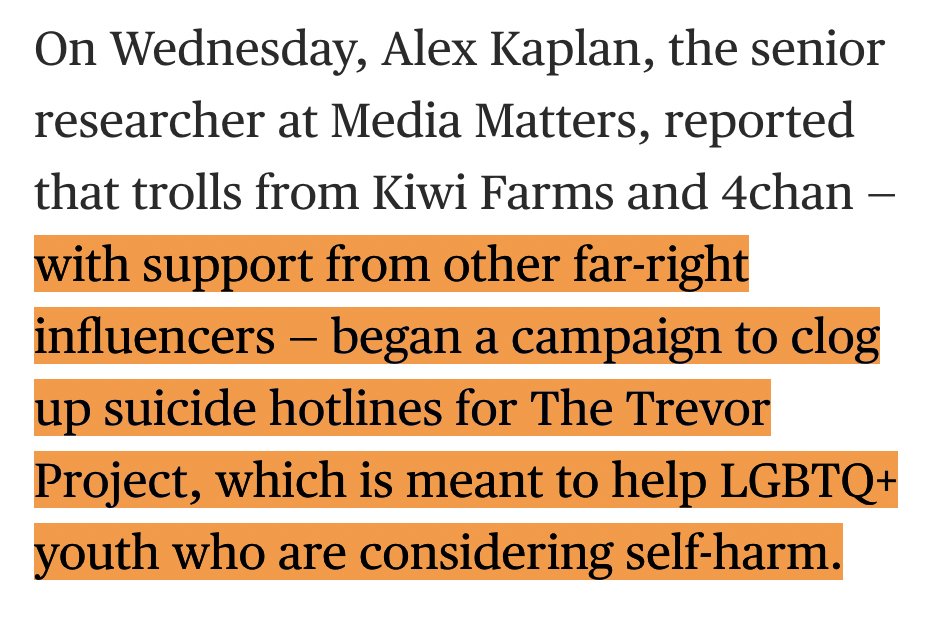 On Wednesday, Alex Kaplan, the senior
researcher at Media Matters, reported
that trolls from Kiwi Farms and 4chan —
with support from other far-right
influencers — began a campaign to clog
up suicide hotlines for The Trevor
Project, which is meant to help LGBTQ+
youth who are considering self-harm.